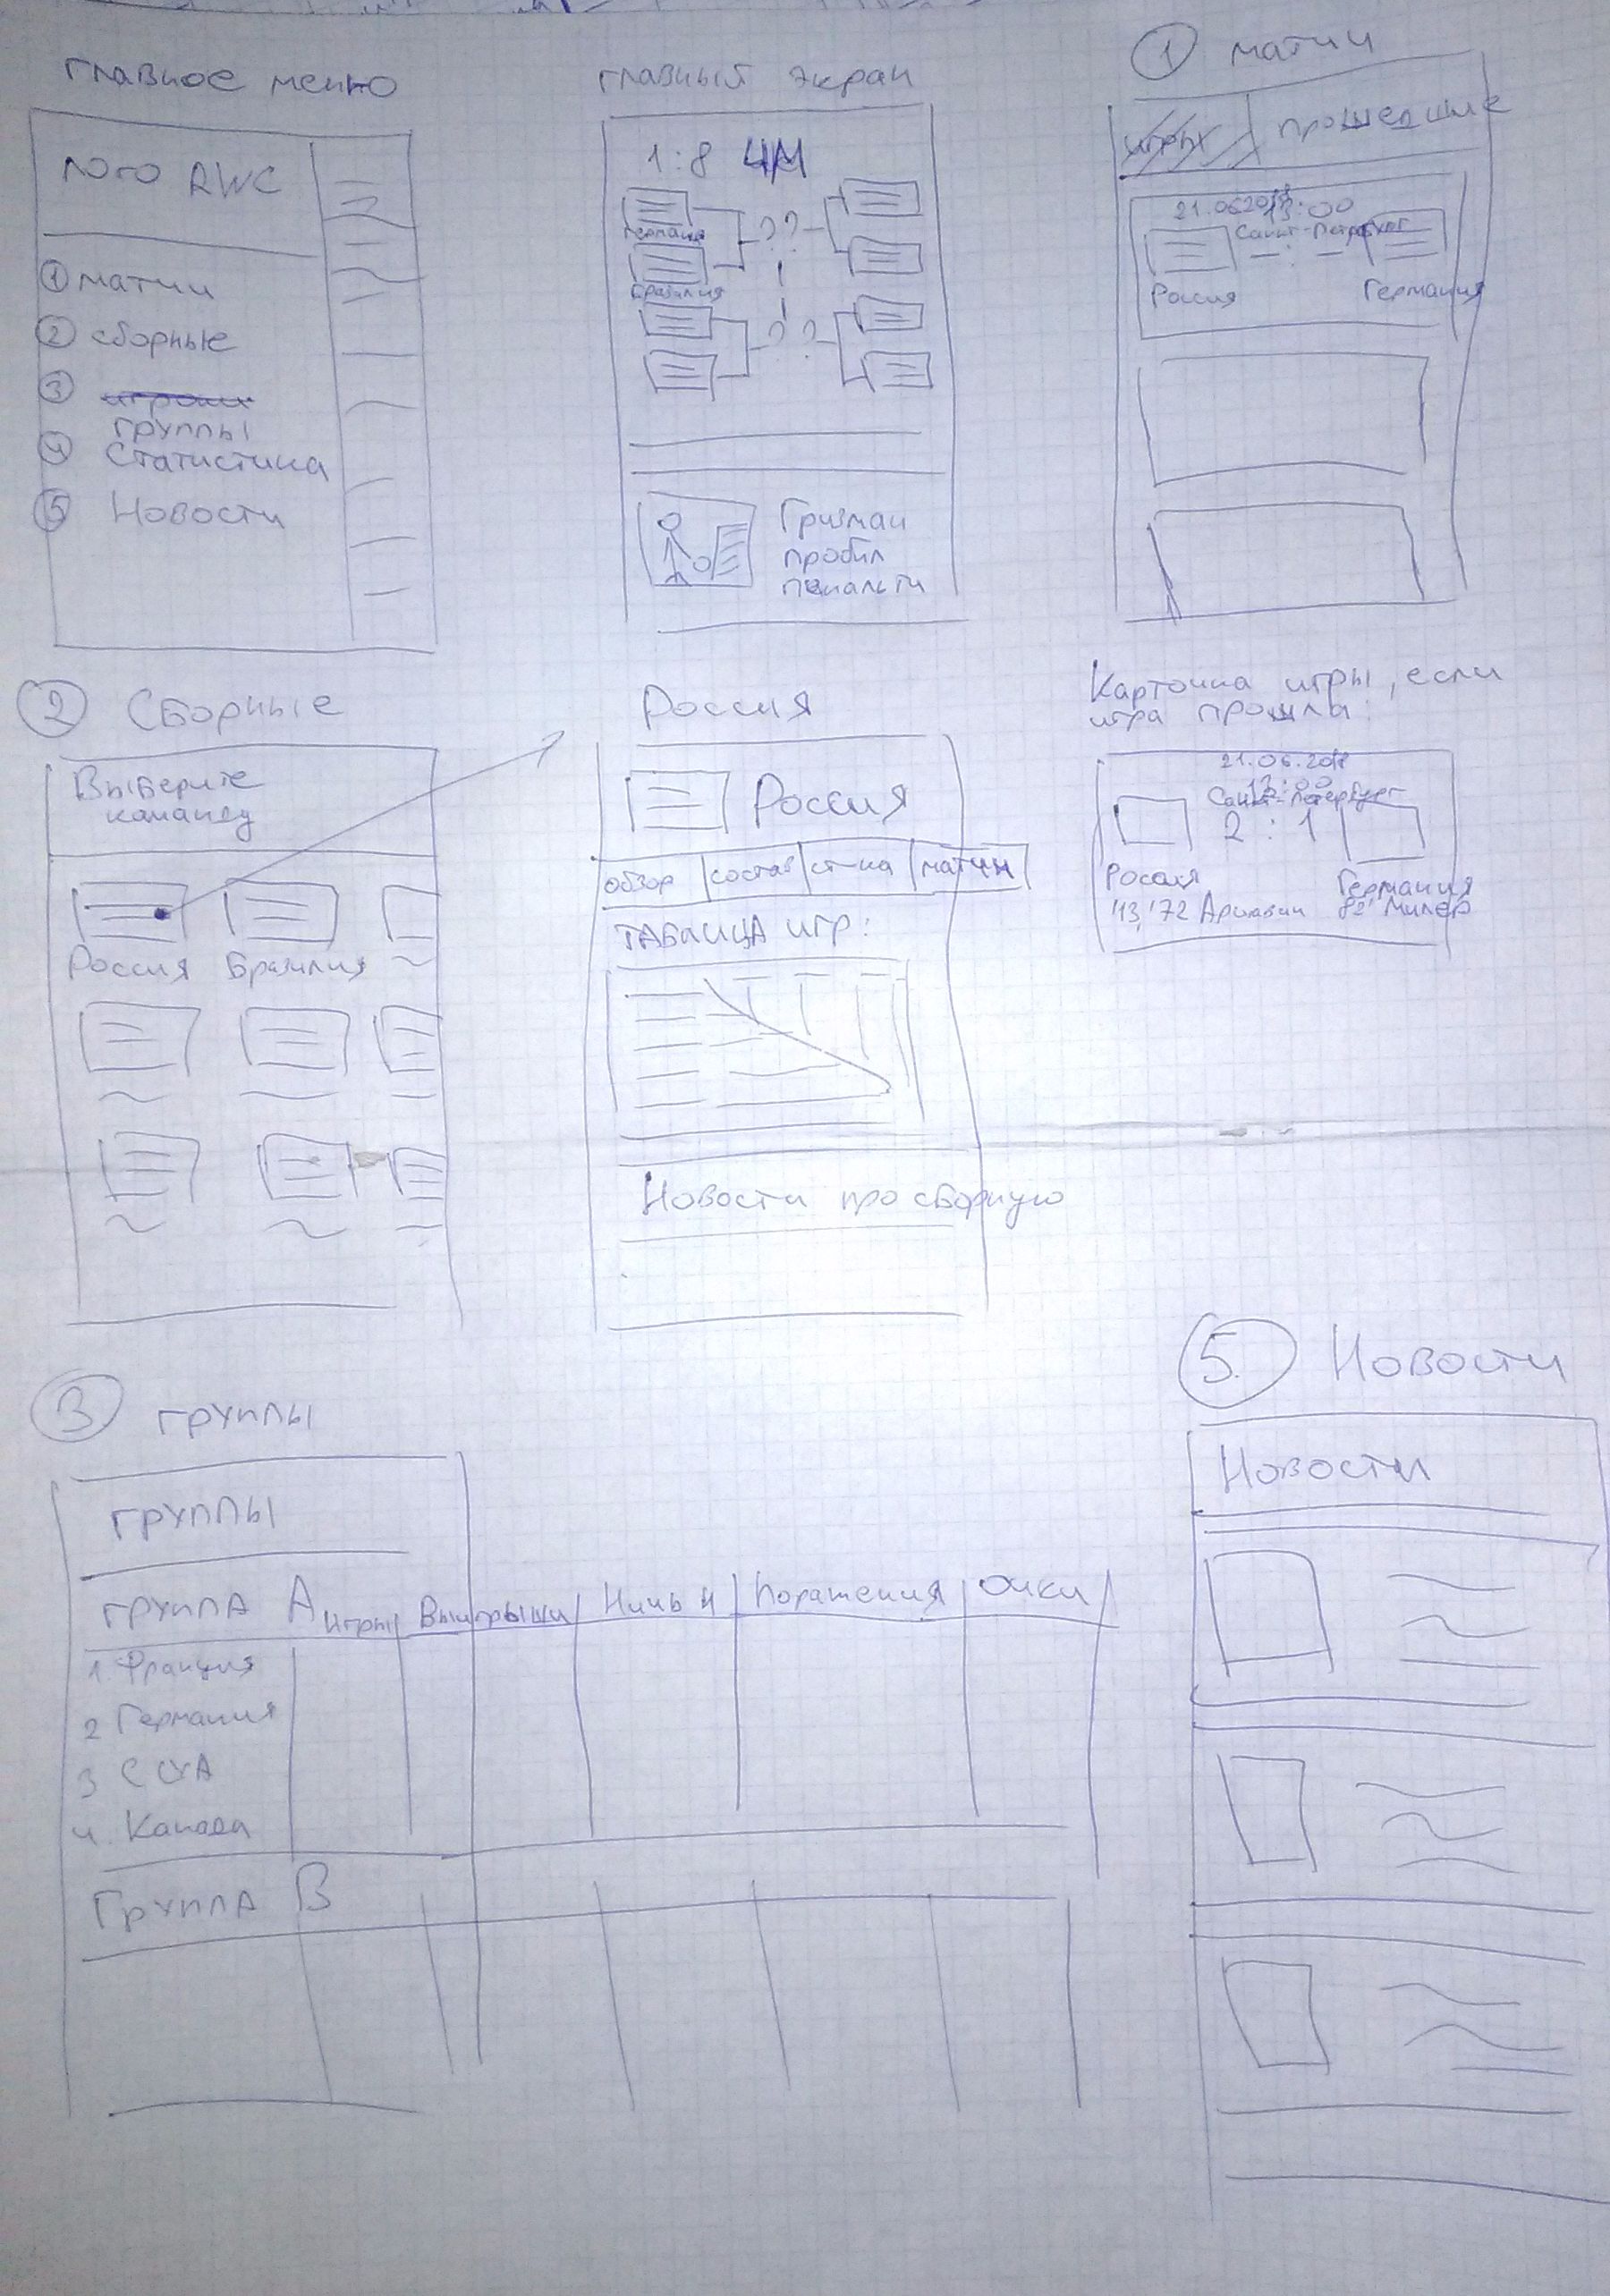 главное меню
лого RWC
1 матчи
2 сборные
3 игроки
группы
4 Статистика
5 Новости
главный экран
1:8 ЧМ
Германия
Бразилия
? ?
? ?
Гризман
пробил
пенальти
1 матчи
прошедшие
21.06.2018 13:00
Санкт-Петербург
- : -
Россия Германия
2 Сборные
Выберите
команду
Россия Бразилия
Россия
Россия
обзор состав ст-ка матчи
ТАБЛИЦА игр:
Новости про сборную
Карточка игры, если
игра прошла:
21.06.2018
13:00
Санкт-Петербург
2 : 1
Россия Германия
'13, '72 Аршавин 82' Милер
3 группы
группы
группа А игры Выигрыши Ничьи Поражения Очки
1. Франция
2 Германия
3 США
4. Канада
Группа В
5. Новости
Новости